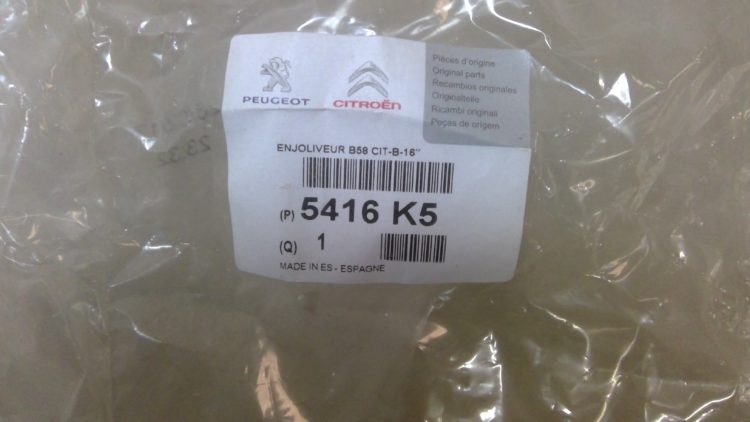 PEUGEOT
CITROËN
Pièces d'origine
Original parts
Recambios originales
Origioalteile
Ricambi originali
Peças de origem
ENJOLIVEUR B58 CIT-B-16"
(P) 5416 K5
(Q) 1
MADE IN ES - ESPAGNE